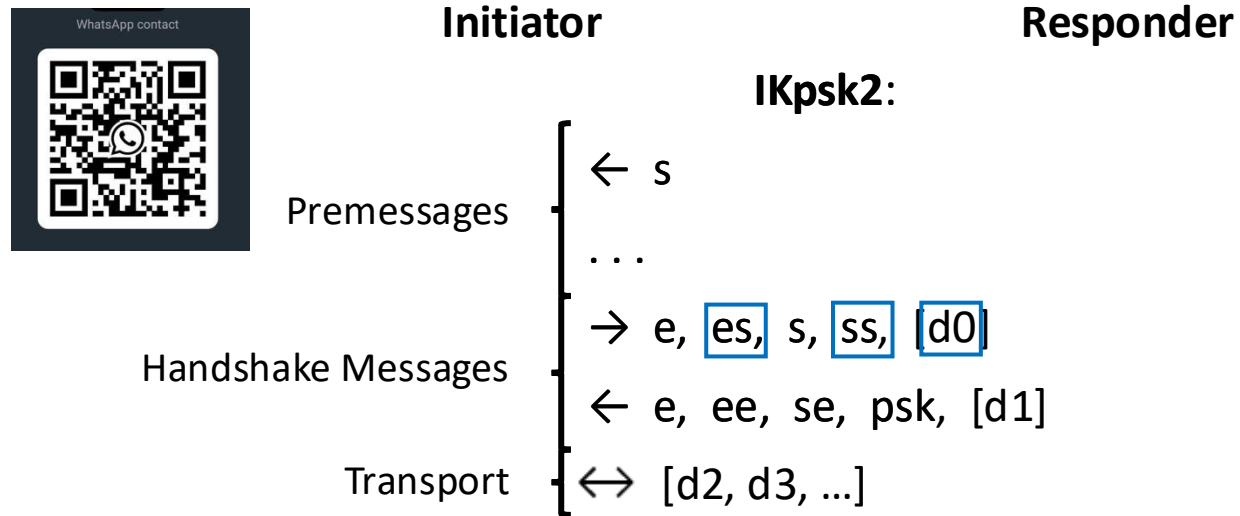 WhatsApp contact
Initiator
Responder
IKpsk2:
Premessages
← s
. . .
Handshake Messages
→ e, es, s, ss, [d0]
← e, ee, se, psk, [d1]
Transport
↔ [d2, d3, …]